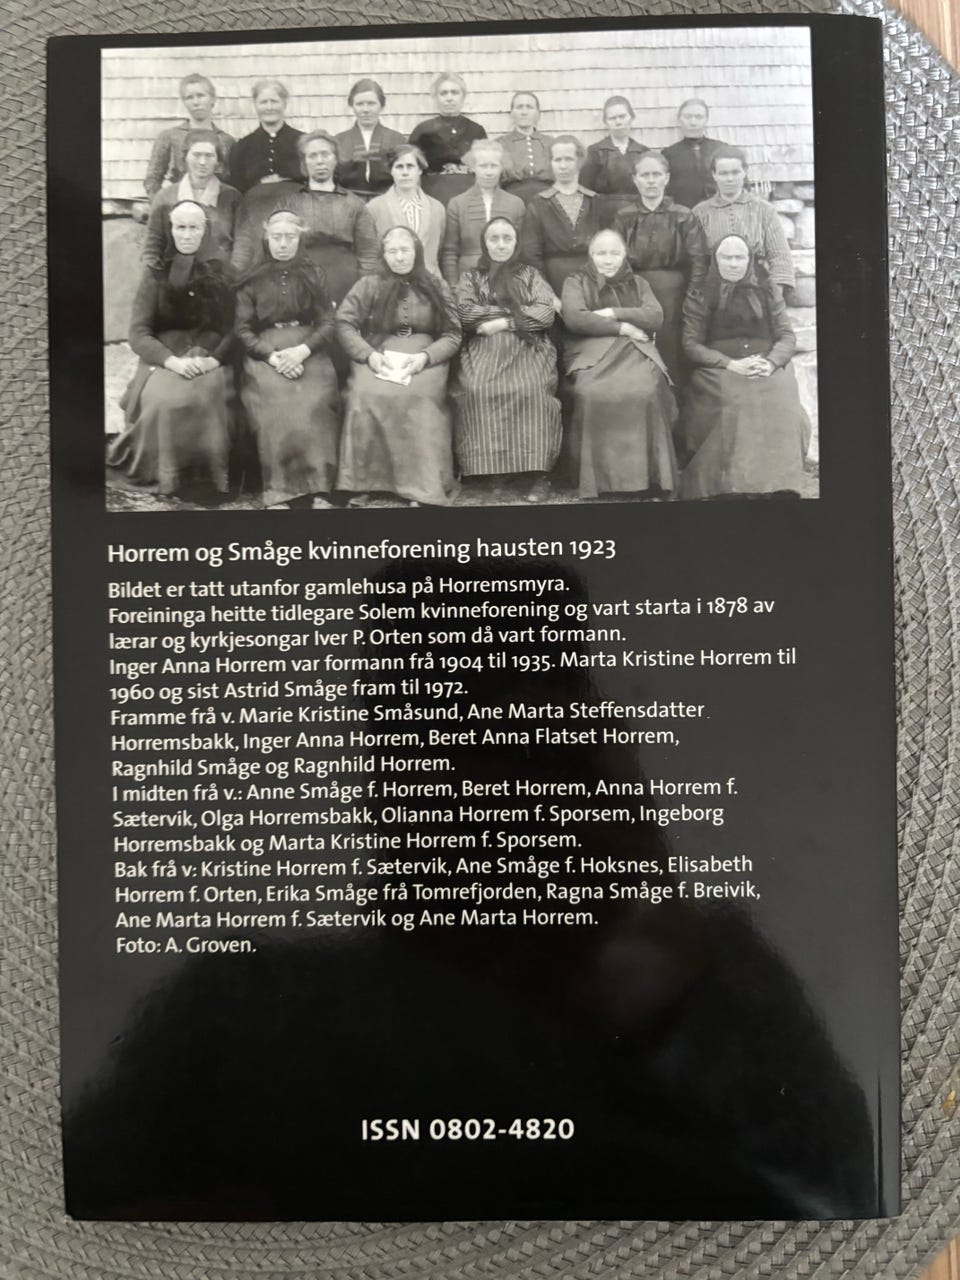 Horrem og Småge kvinneforening hausten 1923
Bildet er tatt utanfor gamlehusa på Horremsmyra.
Foreininga heitte tidlegare Solem kvinneforening og vart starta i 1878 av
lærar og kyrkjesongar Iver P. Orten som då vart formann.
Inger Anna Horrem var formann frå 1904 til 1935. Marta Kristine Horrem til
1960 og sist Astrid Småge fram til 1972.
Framme frå v. Marie Kristine Småsund, Ane Marta Steffensdatter
Horremsbakk, Inger Anna Horrem, Beret Anna Flatset Horrem,
Ragnhild Småge og Ragnhild Horrem.
I midten frå v.: Anne Småge f. Horrem, Beret Horrem, Anna Horrem f.
Sætervik, Olga Horremsbakk, Olianna Horrem f. Sporsem, Ingeborg
Horremsbakk og Marta Kristine Horrem f. Sporsem.
Bak frå v: Kristine Horrem f. Sætervik, Ane Småge f. Hoksnes, Elisabeth
Horrem f. Orten, Erika Småge frå Tomrefjorden, Ragna Småge f. Breivik,
Ane Marta Horrem f. Sætervik og Ane Marta Horrem.
Foto: A. Groven.
ISSN 0802-4820